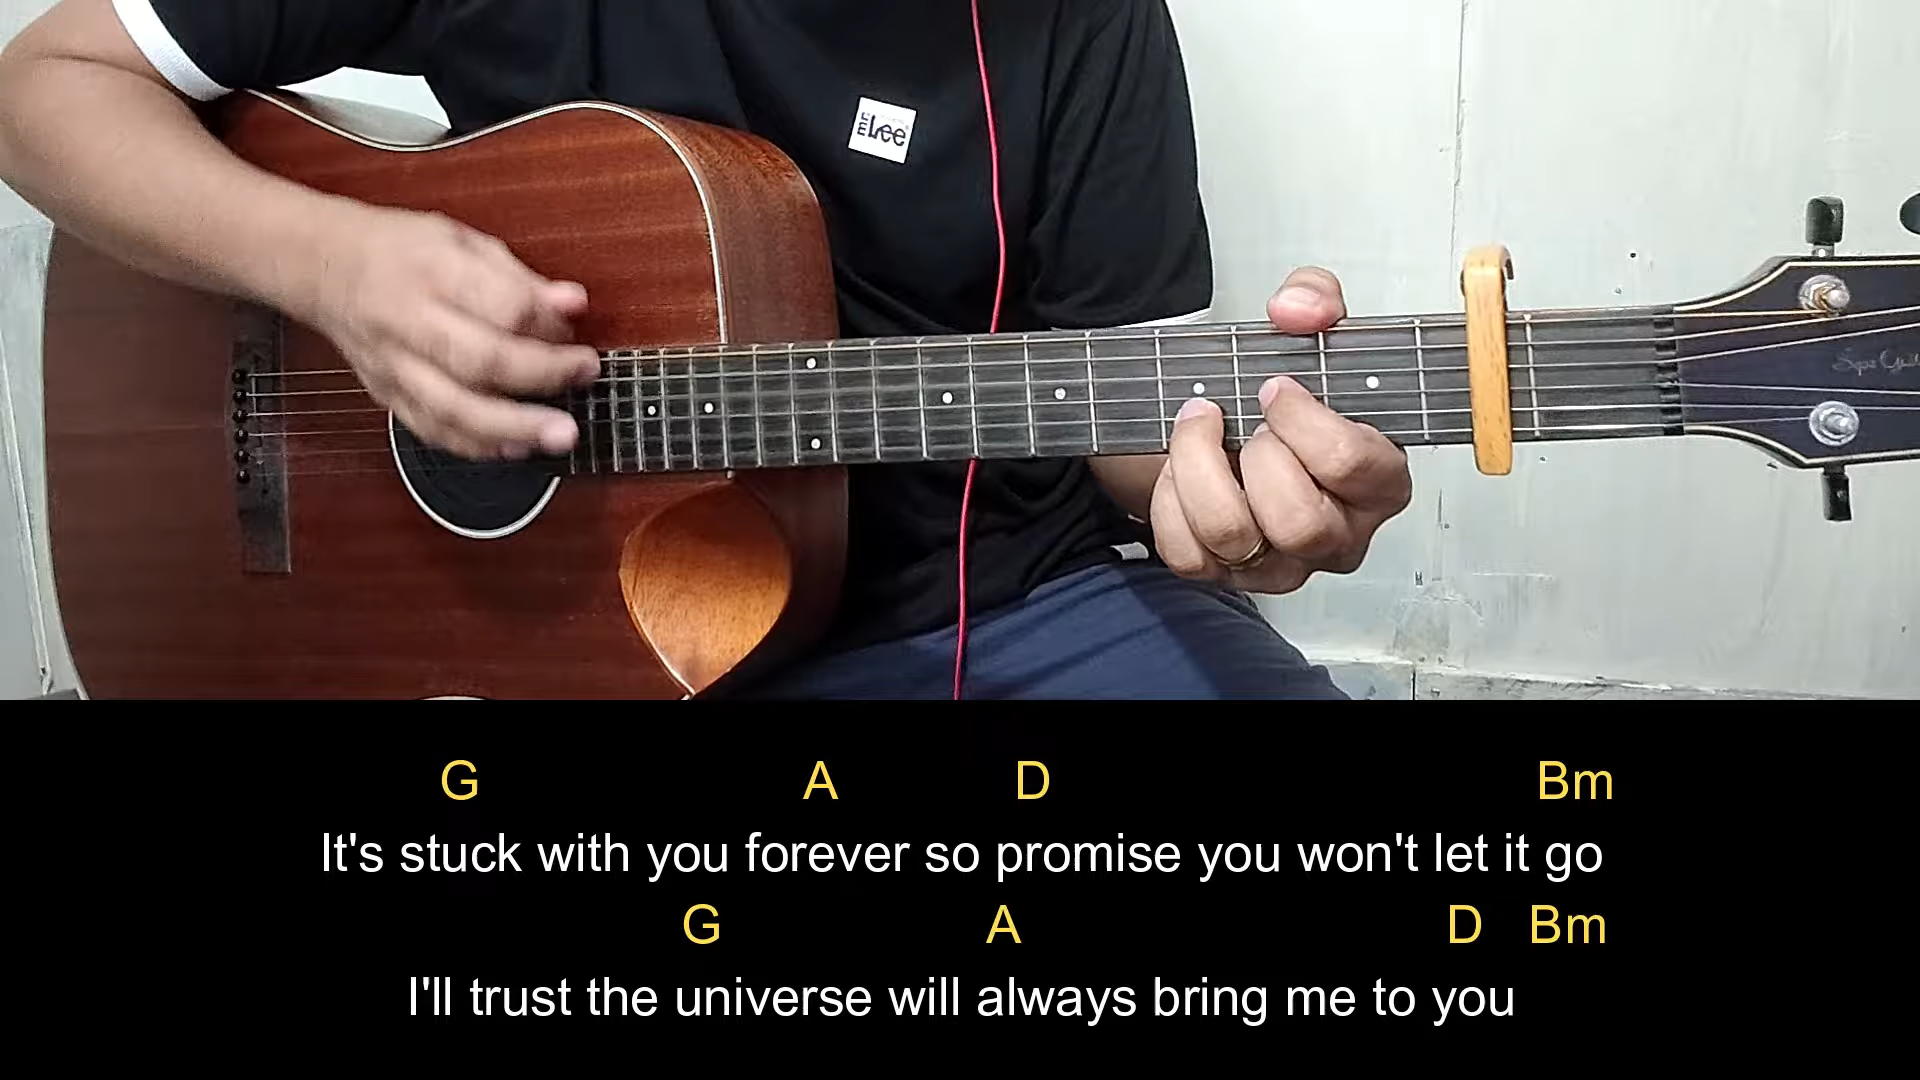 Lee
G A D Bm
It's stuck with you forever so promise you won't let it go
G A D Bm
I'll trust the universe will always bring me to you